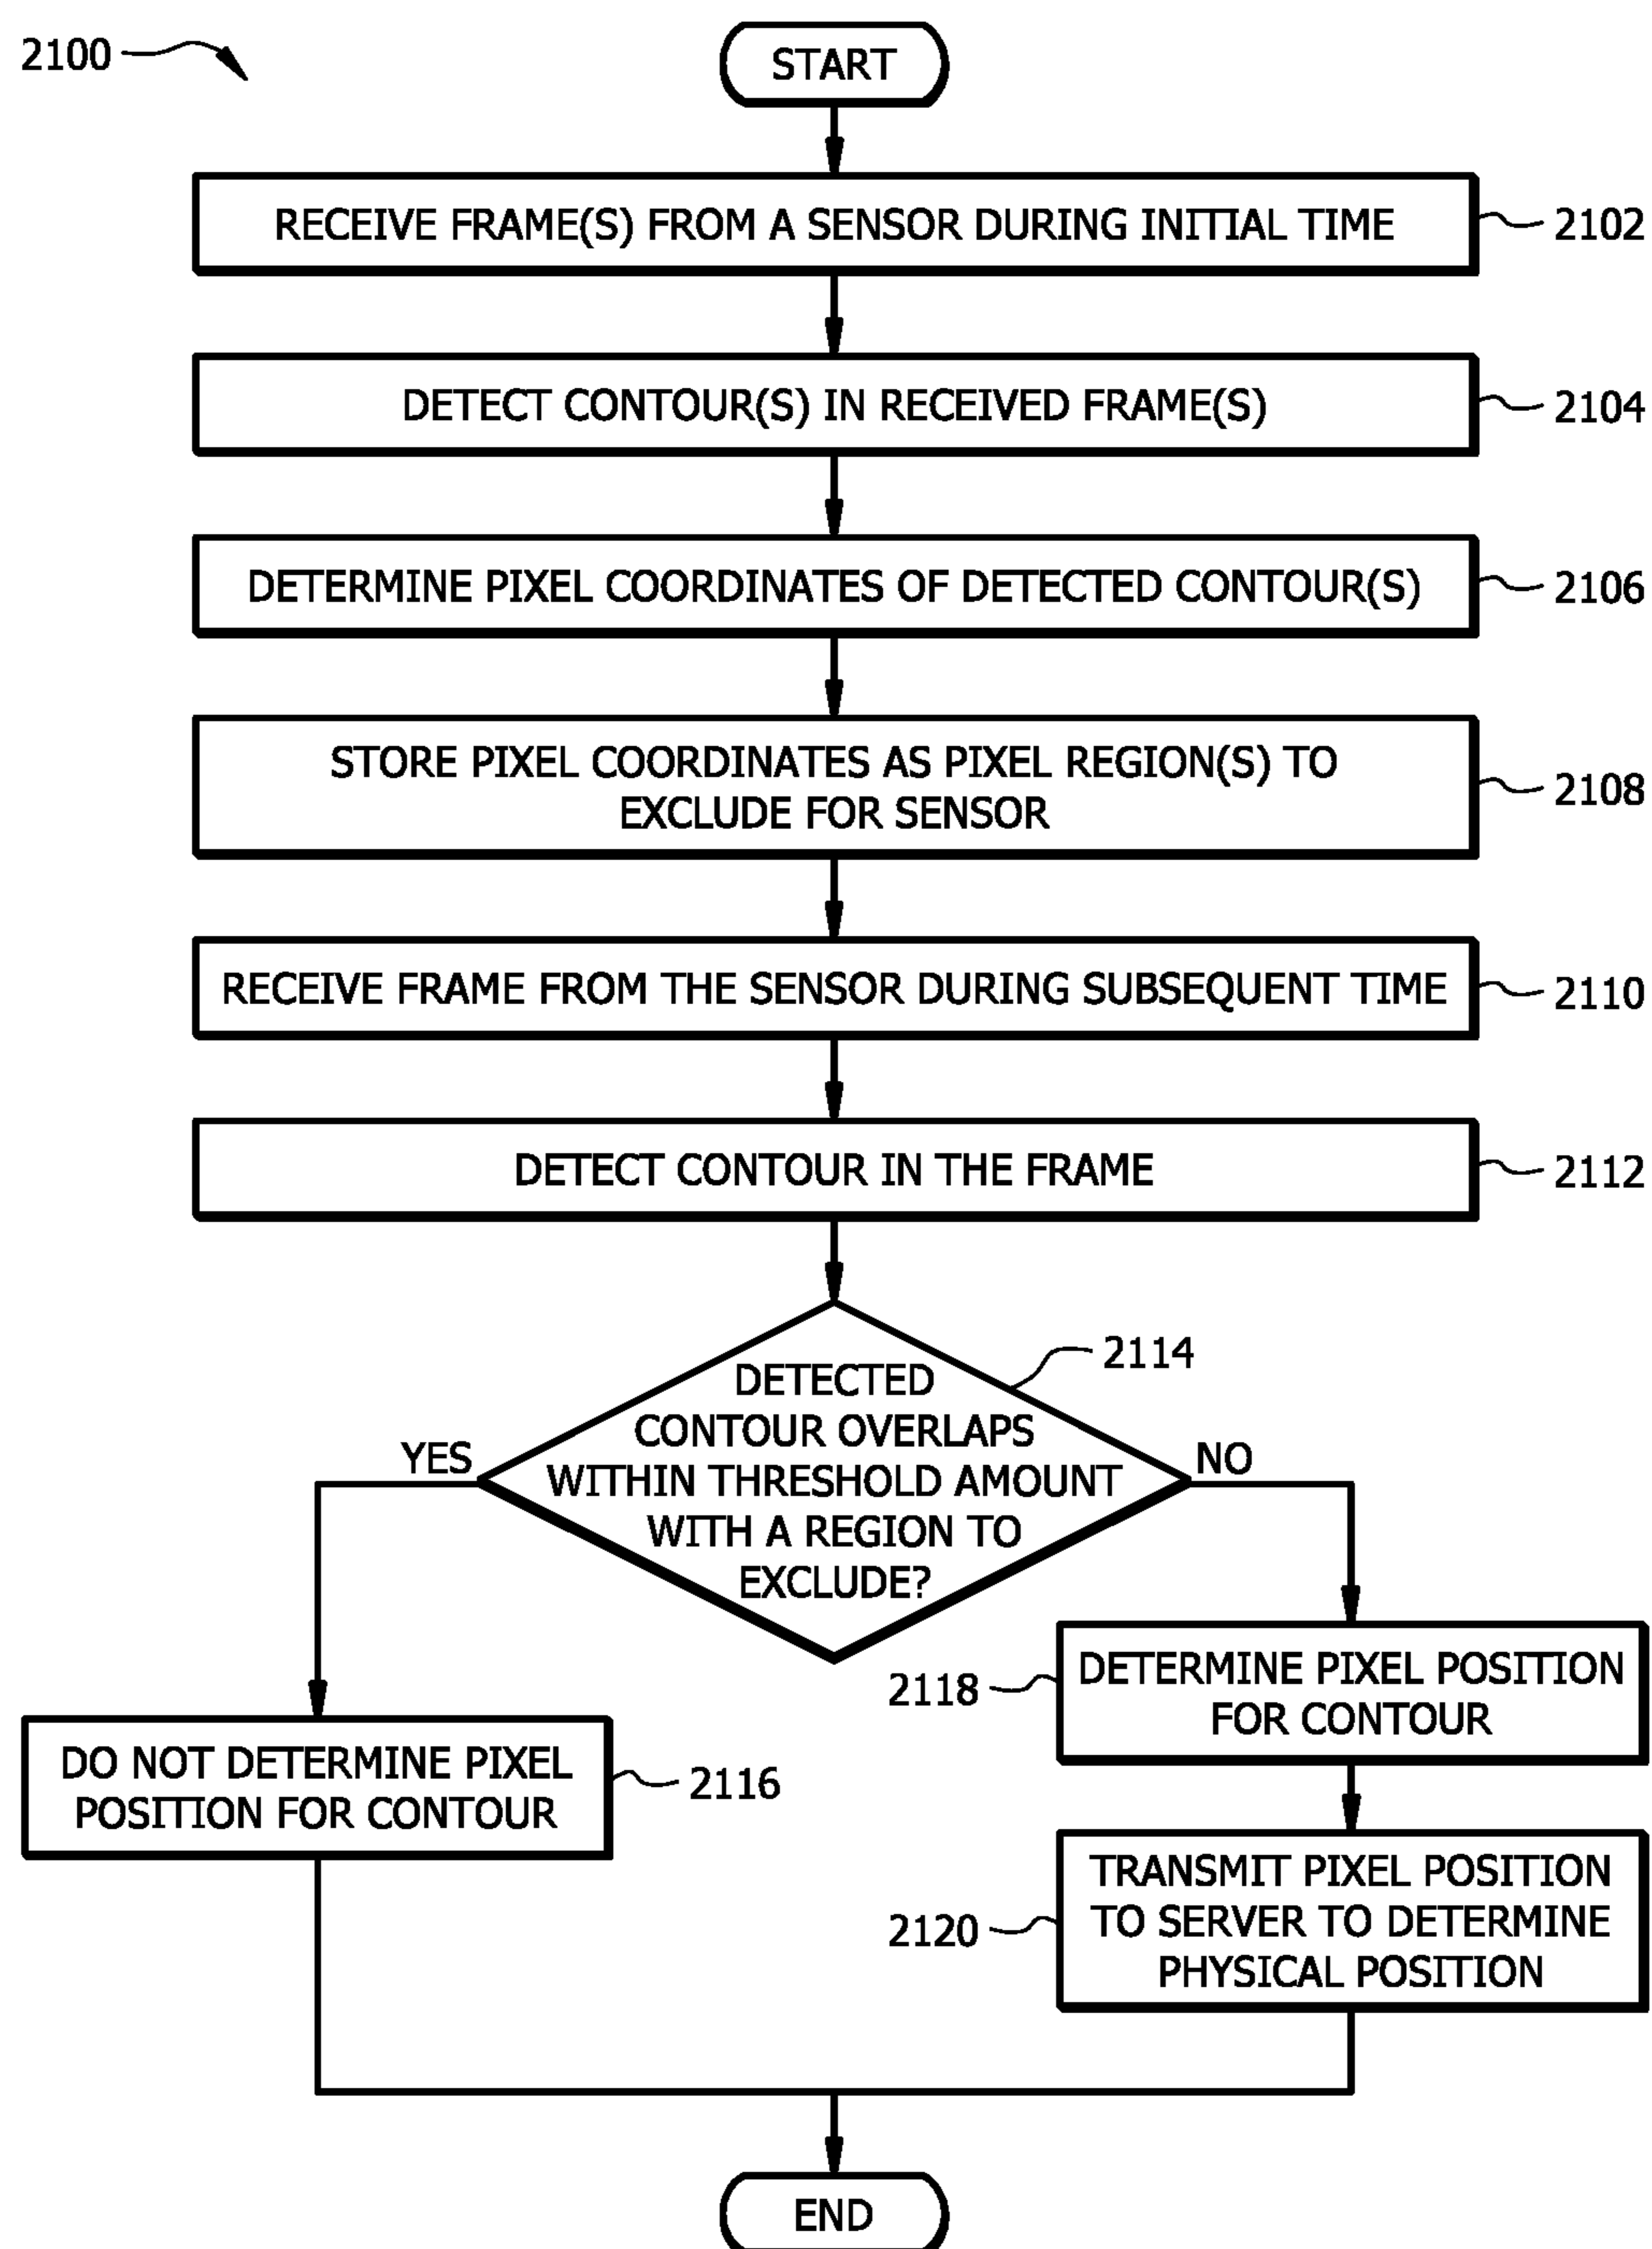 2100
START
RECEIVE FRAME(S) FROM A SENSOR DURING INITIAL TIME
2102
DETECT CONTOUR(S) IN RECEIVED FRAME(S)
2104
DETERMINE PIXEL COORDINATES OF DETECTED CONTOUR(S)
2106
STORE PIXEL COORDINATES AS PIXEL REGION(S) TO
EXCLUDE FOR SENSOR
2108
RECEIVE FRAME FROM THE SENSOR DURING SUBSEQUENT TIME
2110
DETECT CONTOUR IN THE FRAME
2112
DETECTED
CONTOUR OVERLAPS
WITHIN THRESHOLD AMOUNT
WITH A REGION TO
EXCLUDE?
2114
YES
NO
DO NOT DETERMINE PIXEL
POSITION FOR CONTOUR
2116
DETERMINE PIXEL POSITION
FOR CONTOUR
2118
TRANSMIT PIXEL POSITION
TO SERVER TO DETERMINE
PHYSICAL POSITION
2120
END